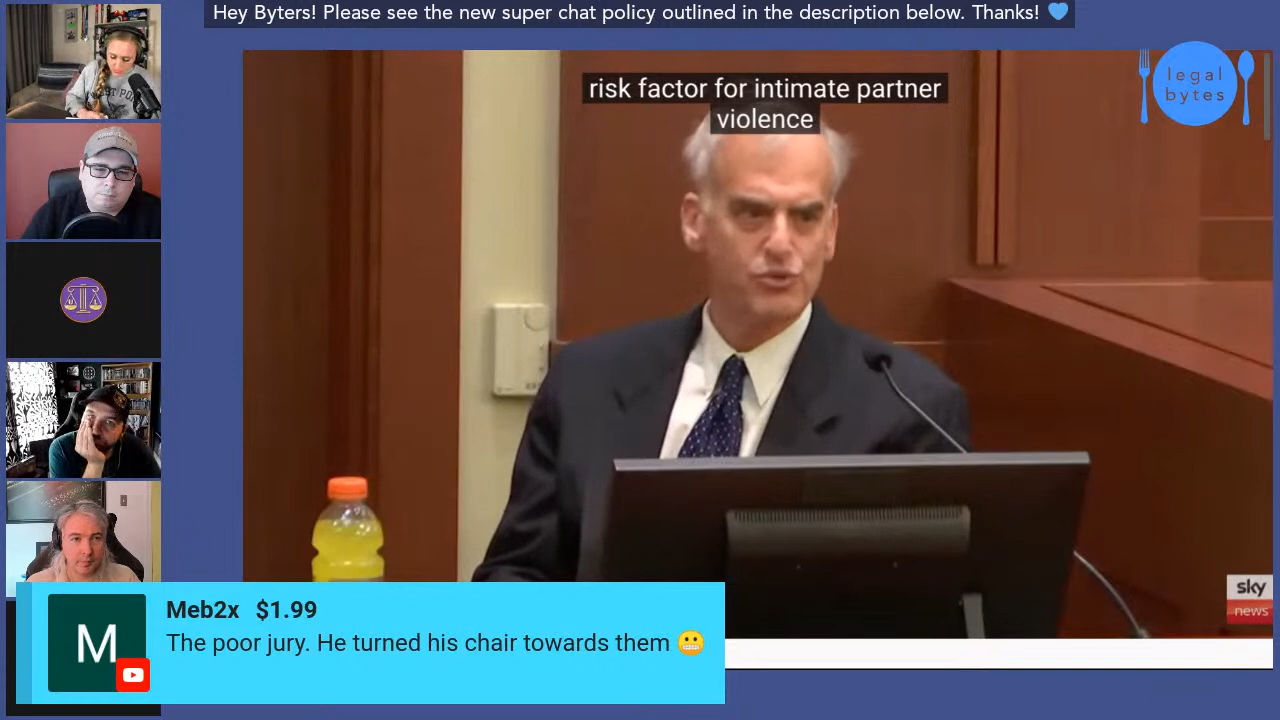 Hey Byters! Please see the new super chat policy outlined in the description below. Thanks! 💙
legal
bytes
risk factor for intimate partner
violence
sky
news
M
Meb2x $1.99
The poor jury. He turned his chair towards them 😬